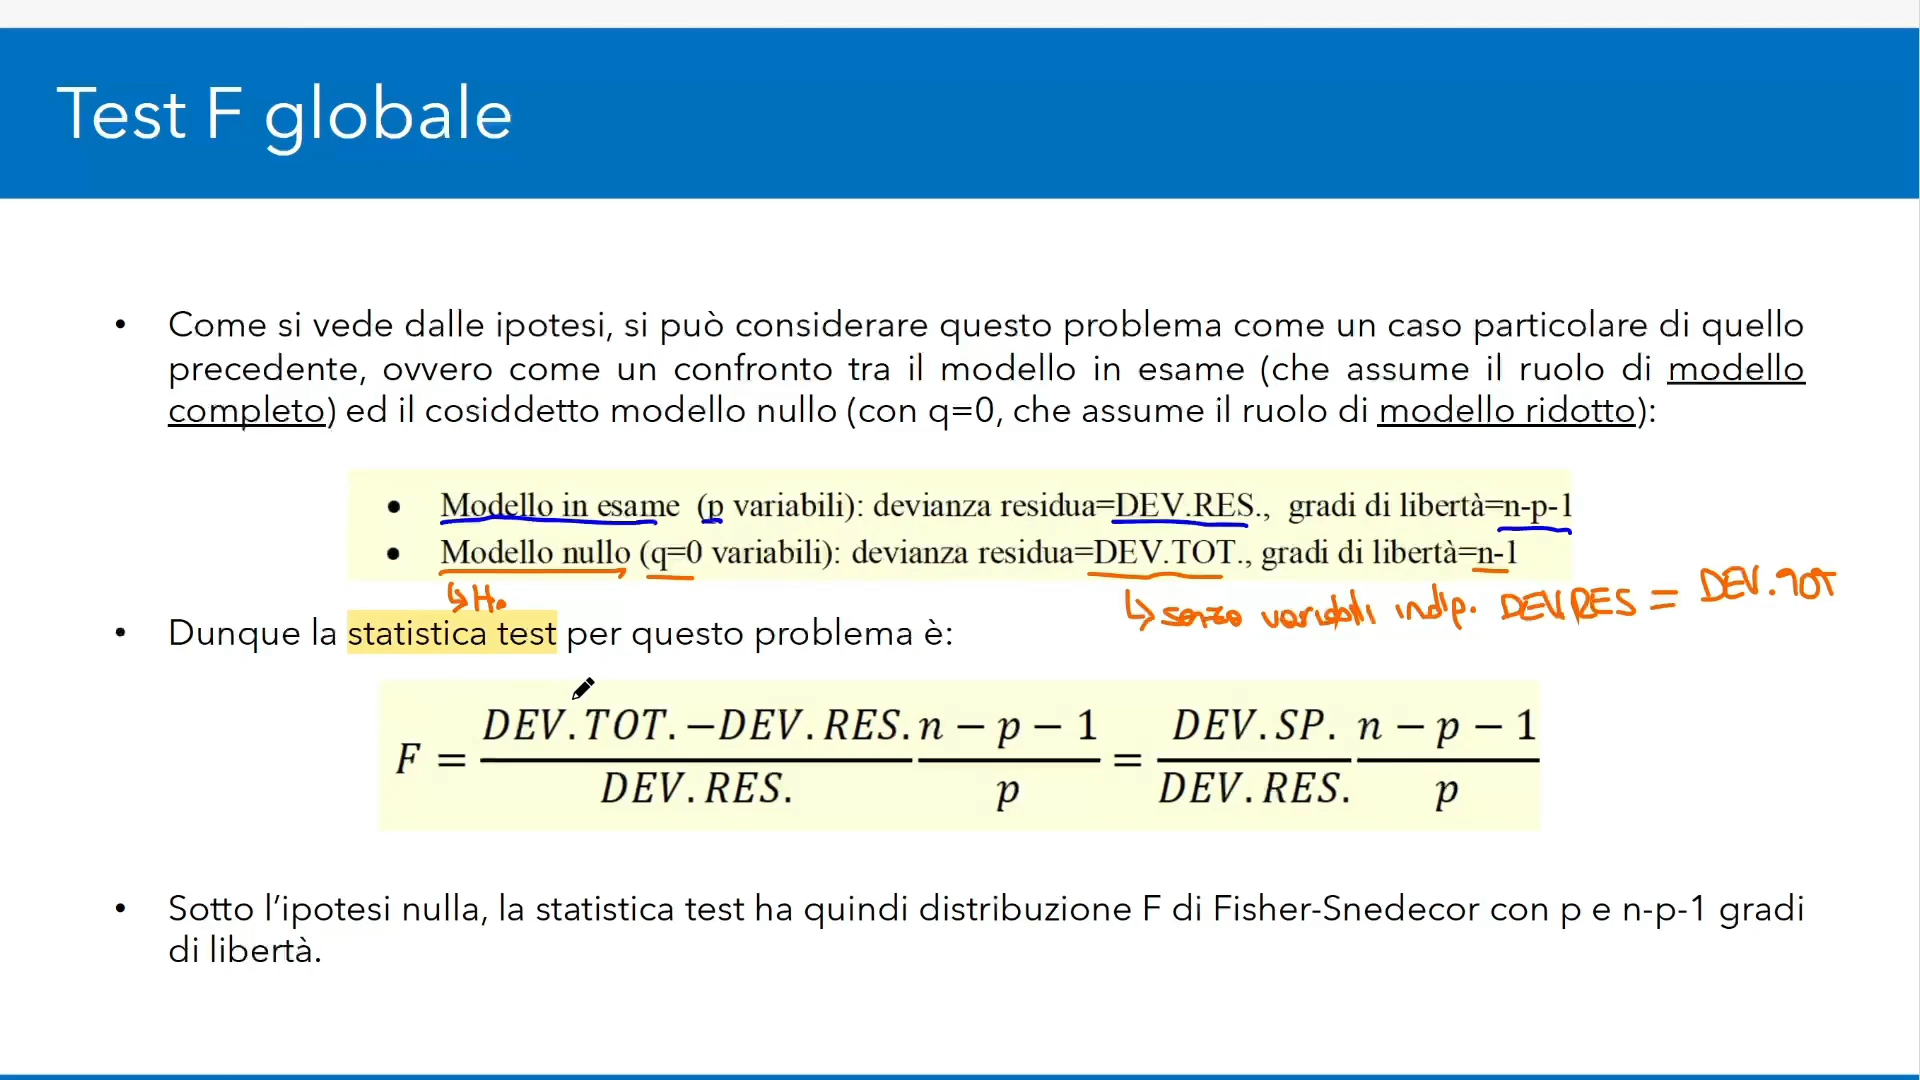 Test F globale
• Come si vede dalle ipotesi, si può considerare questo problema come un caso particolare di quello
precedente, ovvero come un confronto tra il modello in esame (che assume il ruolo di modello
completo) ed il cosiddetto modello nullo (con q=0, che assume il ruolo di modello ridotto):
• Modello in esame (p variabili): devianza residua=DEV.RES., gradi di libertà=n-p-1
• Modello nullo (q=0 variabili): devianza residua=DEV.TOT., gradi di libertà=n-1
↳ H₀
↳ senza variabili indip. DEV.RES = DEV.TOT
• Dunque la statistica test per questo problema è:
F = \frac{DEV.TOT.-DEV.RES.}{DEV.RES.} \frac{n-p-1}{p} = \frac{DEV.SP.}{DEV.RES.} \frac{n-p-1}{p}
• Sotto l’ipotesi nulla, la statistica test ha quindi distribuzione F di Fisher-Snedecor con p e n-p-1 gradi
di libertà.